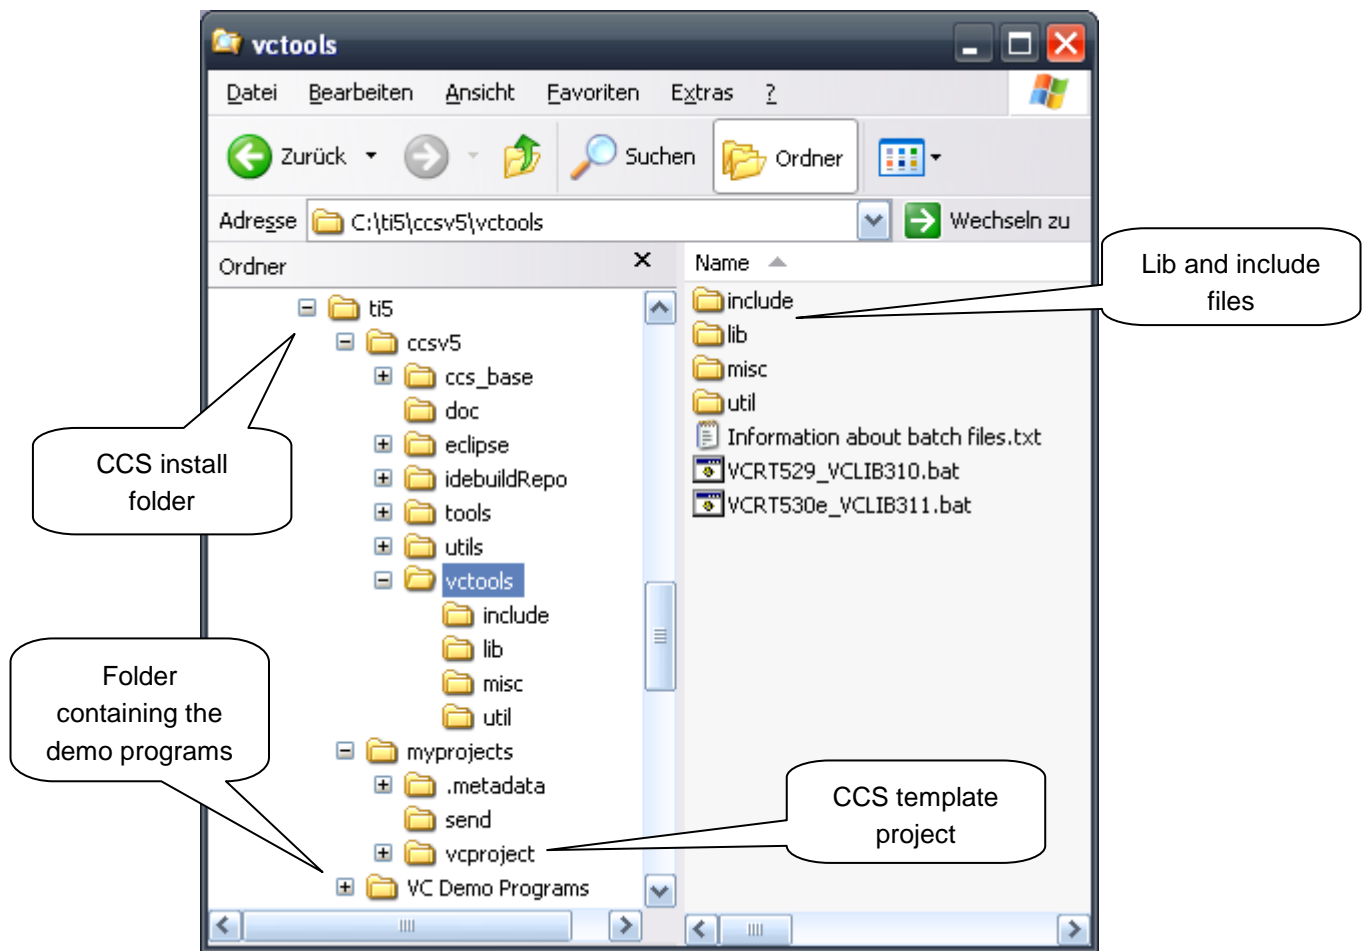 vctools
Datei Bearbeiten Ansicht Favoriten Extras ?
Zurück Suchen Ordner
Adresse C:\ti5\ccsv5\vctools Wechseln zu
Ordner
ti5
ccsv5
ccs_base
doc
eclipse
idebuildRepo
tools
utils
vctools
include
lib
misc
util
myprojects
.metadata
send
vcproject
VC Demo Programs
Name
include
lib
misc
util
Information about batch files.txt
VCRT529_VCLIB310.bat
VCRT530e_VCLIB311.bat
Lib and include
files
CCS install
folder
Folder
containing the
demo programs
CCS template
project